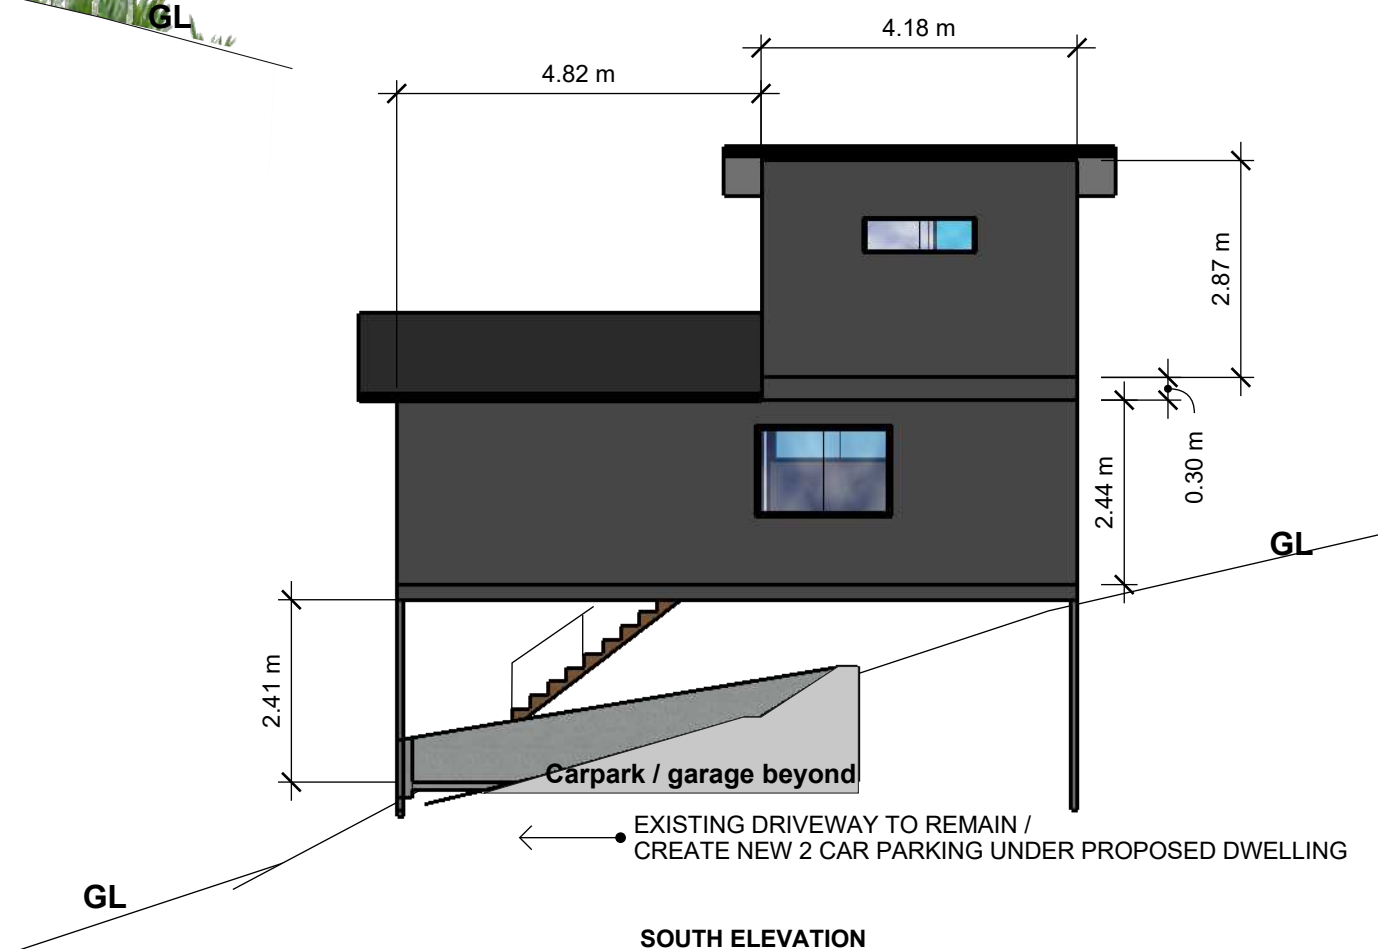 GL
4.18 m
4.82 m
2.87 m
0.30 m
2.44 m
GL
2.41 m
Carpark / garage beyond
EXISTING DRIVEWAY TO REMAIN /
CREATE NEW 2 CAR PARKING UNDER PROPOSED DWELLING
GL
SOUTH ELEVATION